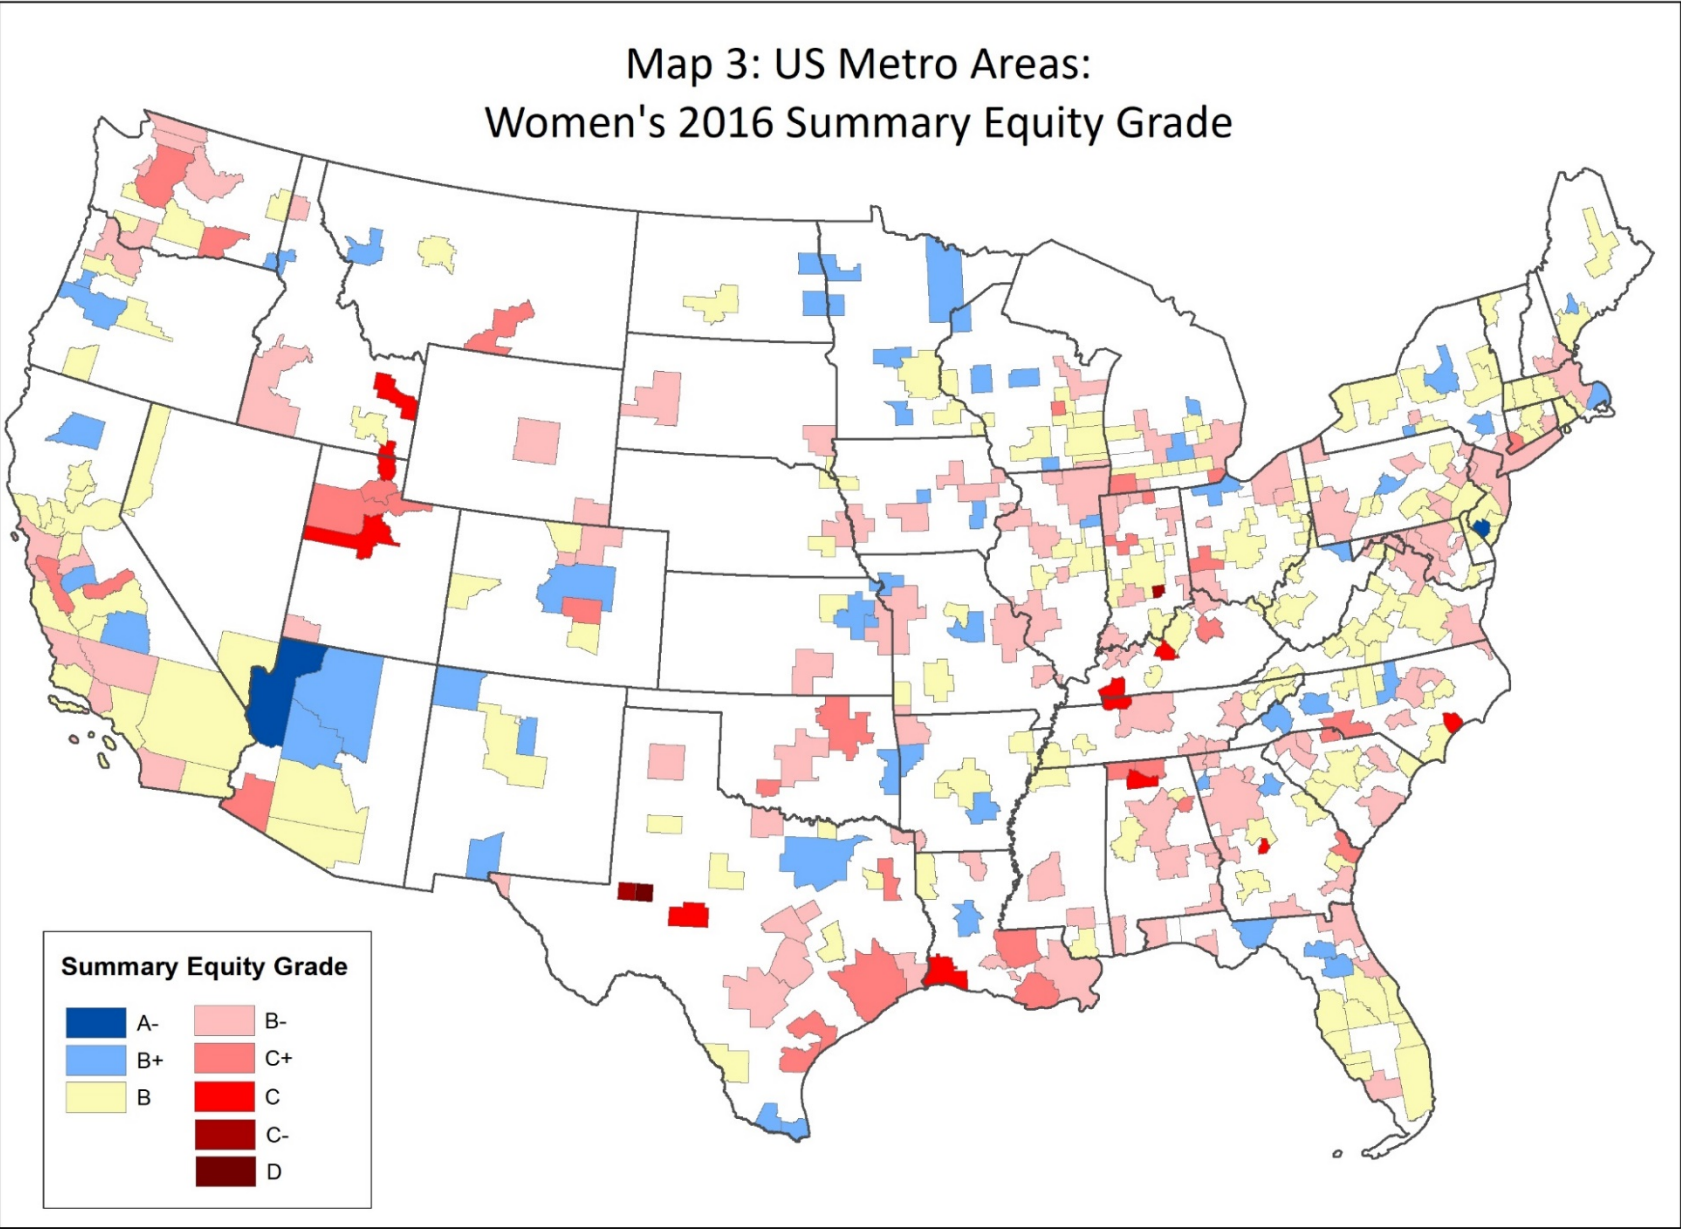 Map 3: US Metro Areas:
Women's 2016 Summary Equity Grade
Summary Equity Grade
A-
B+
B
B-
C+
C
C-
D